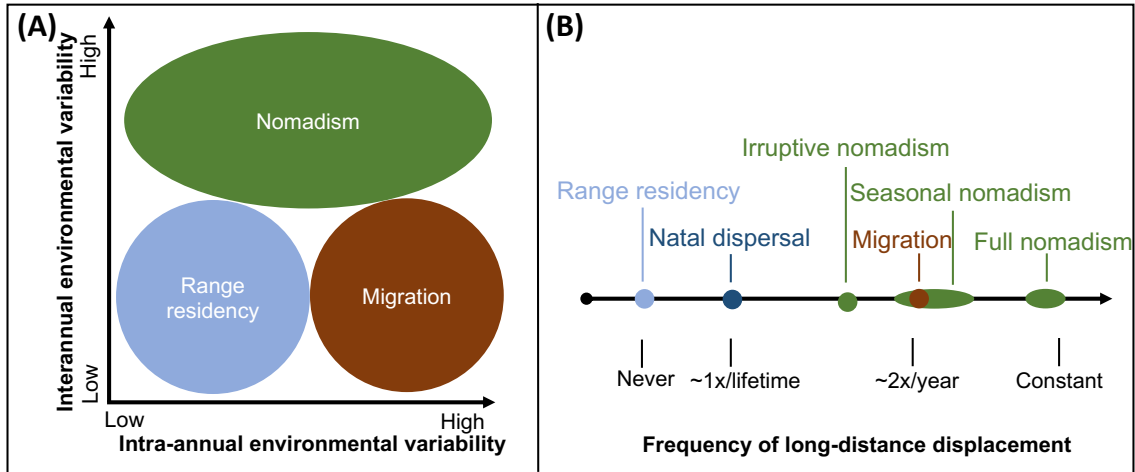 (A)
Interannual environmental variability
High
Low
Nomadism
Range
residency
Migration
Low
High
Intra-annual environmental variability
(B)
Irruptive nomadism
Range residency
Seasonal nomadism
Natal dispersal
Migration
Full nomadism
Never
~1x/lifetime
~2x/year
Constant
Frequency of long-distance displacement